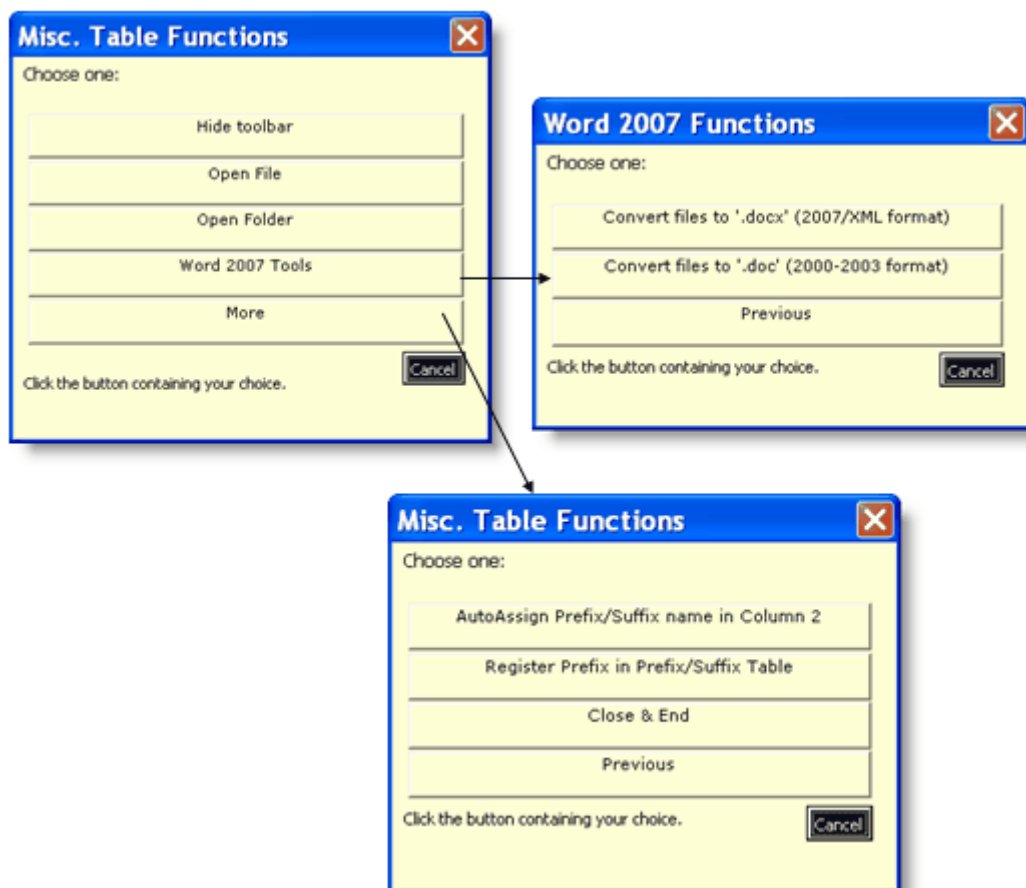 Misc. Table Functions
Choose one:
Hide toolbar
Open File
Open Folder
Word 2007 Tools
More
Cancel
Click the button containing your choice.
Word 2007 Functions
Choose one:
Convert files to '.docx' (2007/XML format)
Convert files to '.doc' (2000-2003 format)
Previous
Click the button containing your choice.
Cancel
Misc. Table Functions
Choose one:
AutoAssign Prefix/Suffix name in Column 2
Register Prefix in Prefix/Suffix Table
Close & End
Previous
Click the button containing your choice.
Cancel